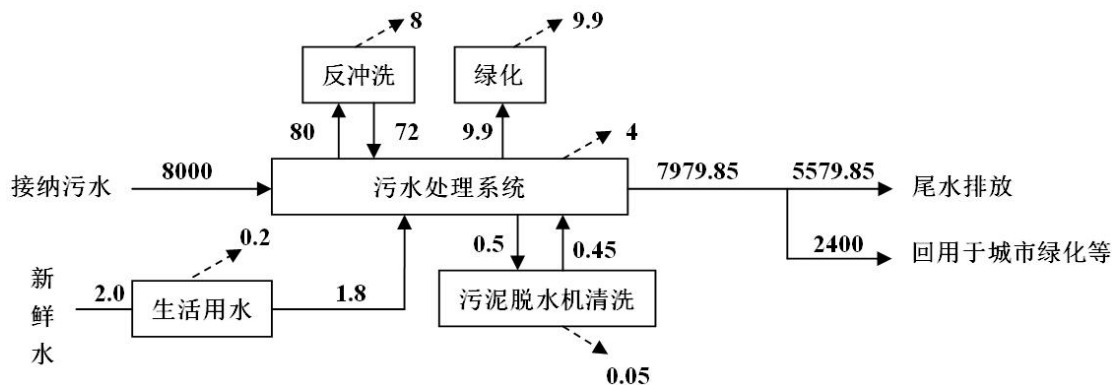 8
9.9
反冲洗
绿化
80
72
9.9
4
接纳污水
8000
污水处理系统
7979.85
5579.85
尾水排放
0.2
0.5
0.45
2400
回用于城市绿化等
新鲜水
2.0
生活用水
1.8
污泥脱水机清洗
0.05